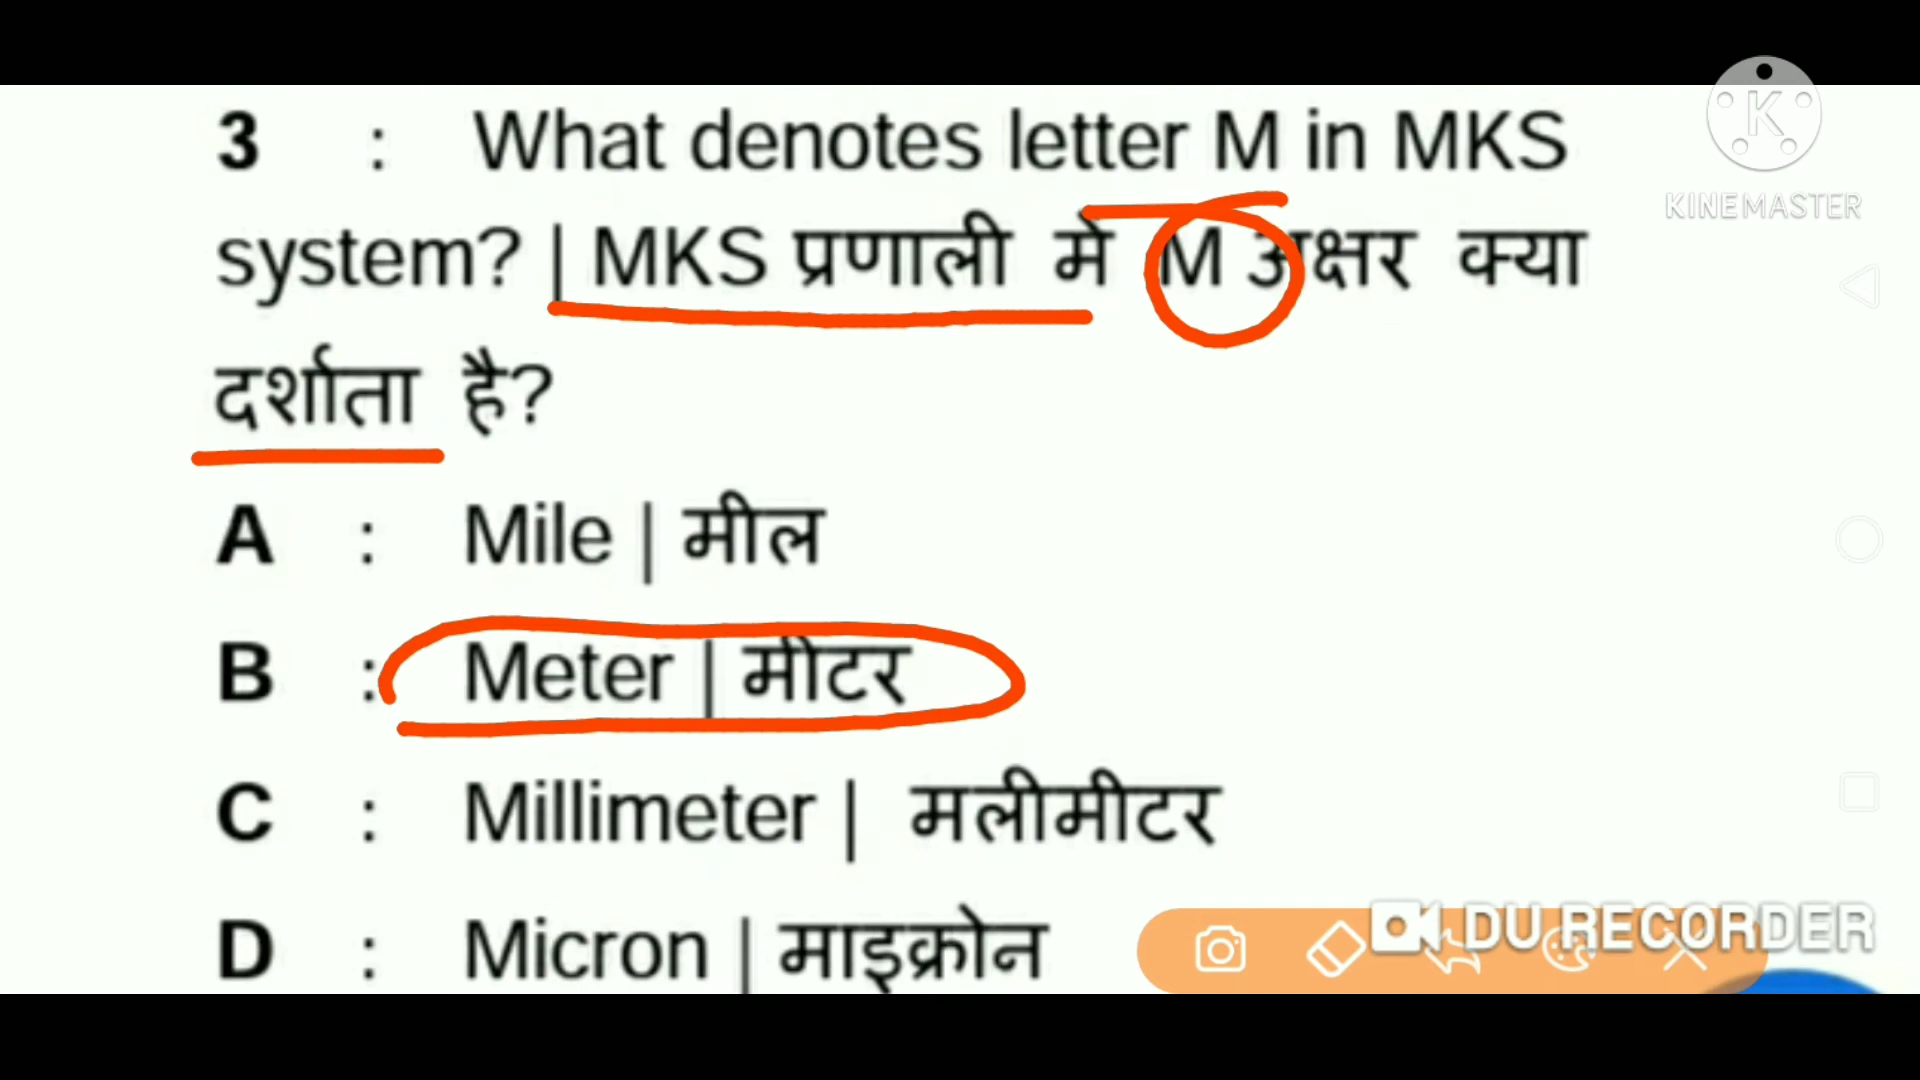 3 : What denotes letter M in MKS
system? | MKS प्रणाली में M अक्षर क्या
दर्शाता है?
A : Mile | मील
B : Meter | मीटर
C : Millimeter | मलीमीटर
D : Micron | माइक्रोन
K
KINEMASTER
DU RECORDER